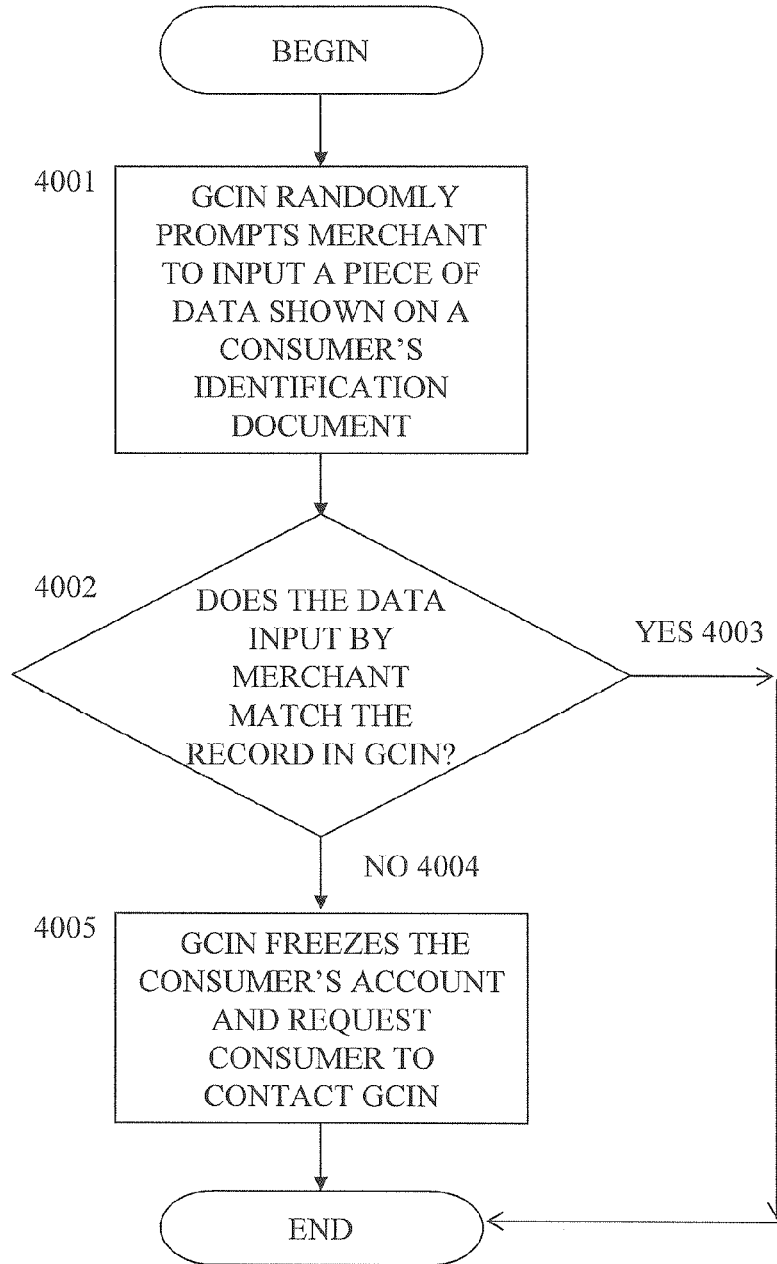 BEGIN
4001
GCIN RANDOMLY
PROMPTS MERCHANT
TO INPUT A PIECE OF
DATA SHOWN ON A
CONSUMER'S
IDENTIFICATION
DOCUMENT
4002
DOES THE DATA
INPUT BY
MERCHANT
MATCH THE
RECORD IN GCIN?
YES 4003
NO 4004
4005
GCIN FREEZES THE
CONSUMER'S ACCOUNT
AND REQUEST
CONSUMER TO
CONTACT GCIN
END